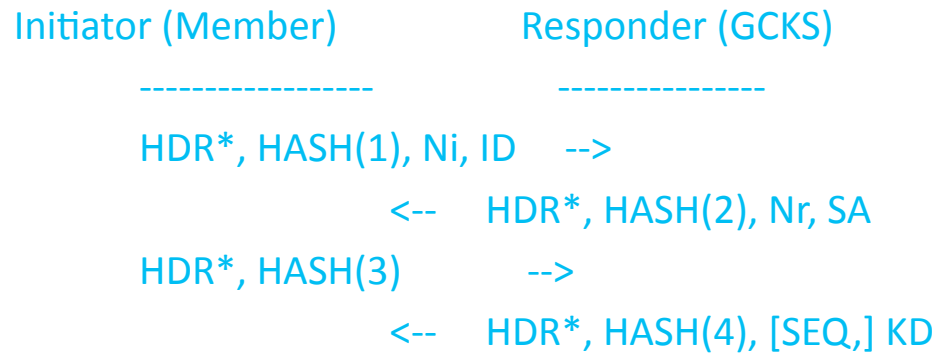 Initiator (Member) Responder (GCKS)
------------------ ----------------
HDR*, HASH(1), Ni, ID -->
<-- HDR*, HASH(2), Nr, SA
HDR*, HASH(3) -->
<-- HDR*, HASH(4), [SEQ,] KD